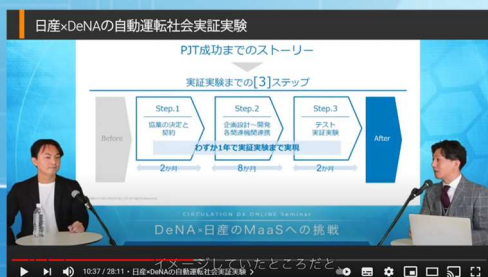 日産×DeNAの自動運転社会実証実験
PJT成功までのストーリー
実証実験までの[3]ステップ
Before
Step.1
協業の決定と
契約
Step.2
企画設計〜開発
各関連機関連携
Step.3
テスト
実証実験
After
わずか1年で実証実験まで実現
2か月
8か月
2か月
CIRCULATION DX ONLINE Seminar
DeNA×日産のMaaSへの挑戦
イメージしていたところだと
10:37 / 28:11・日産×DeNAの自動運転社会実証実験